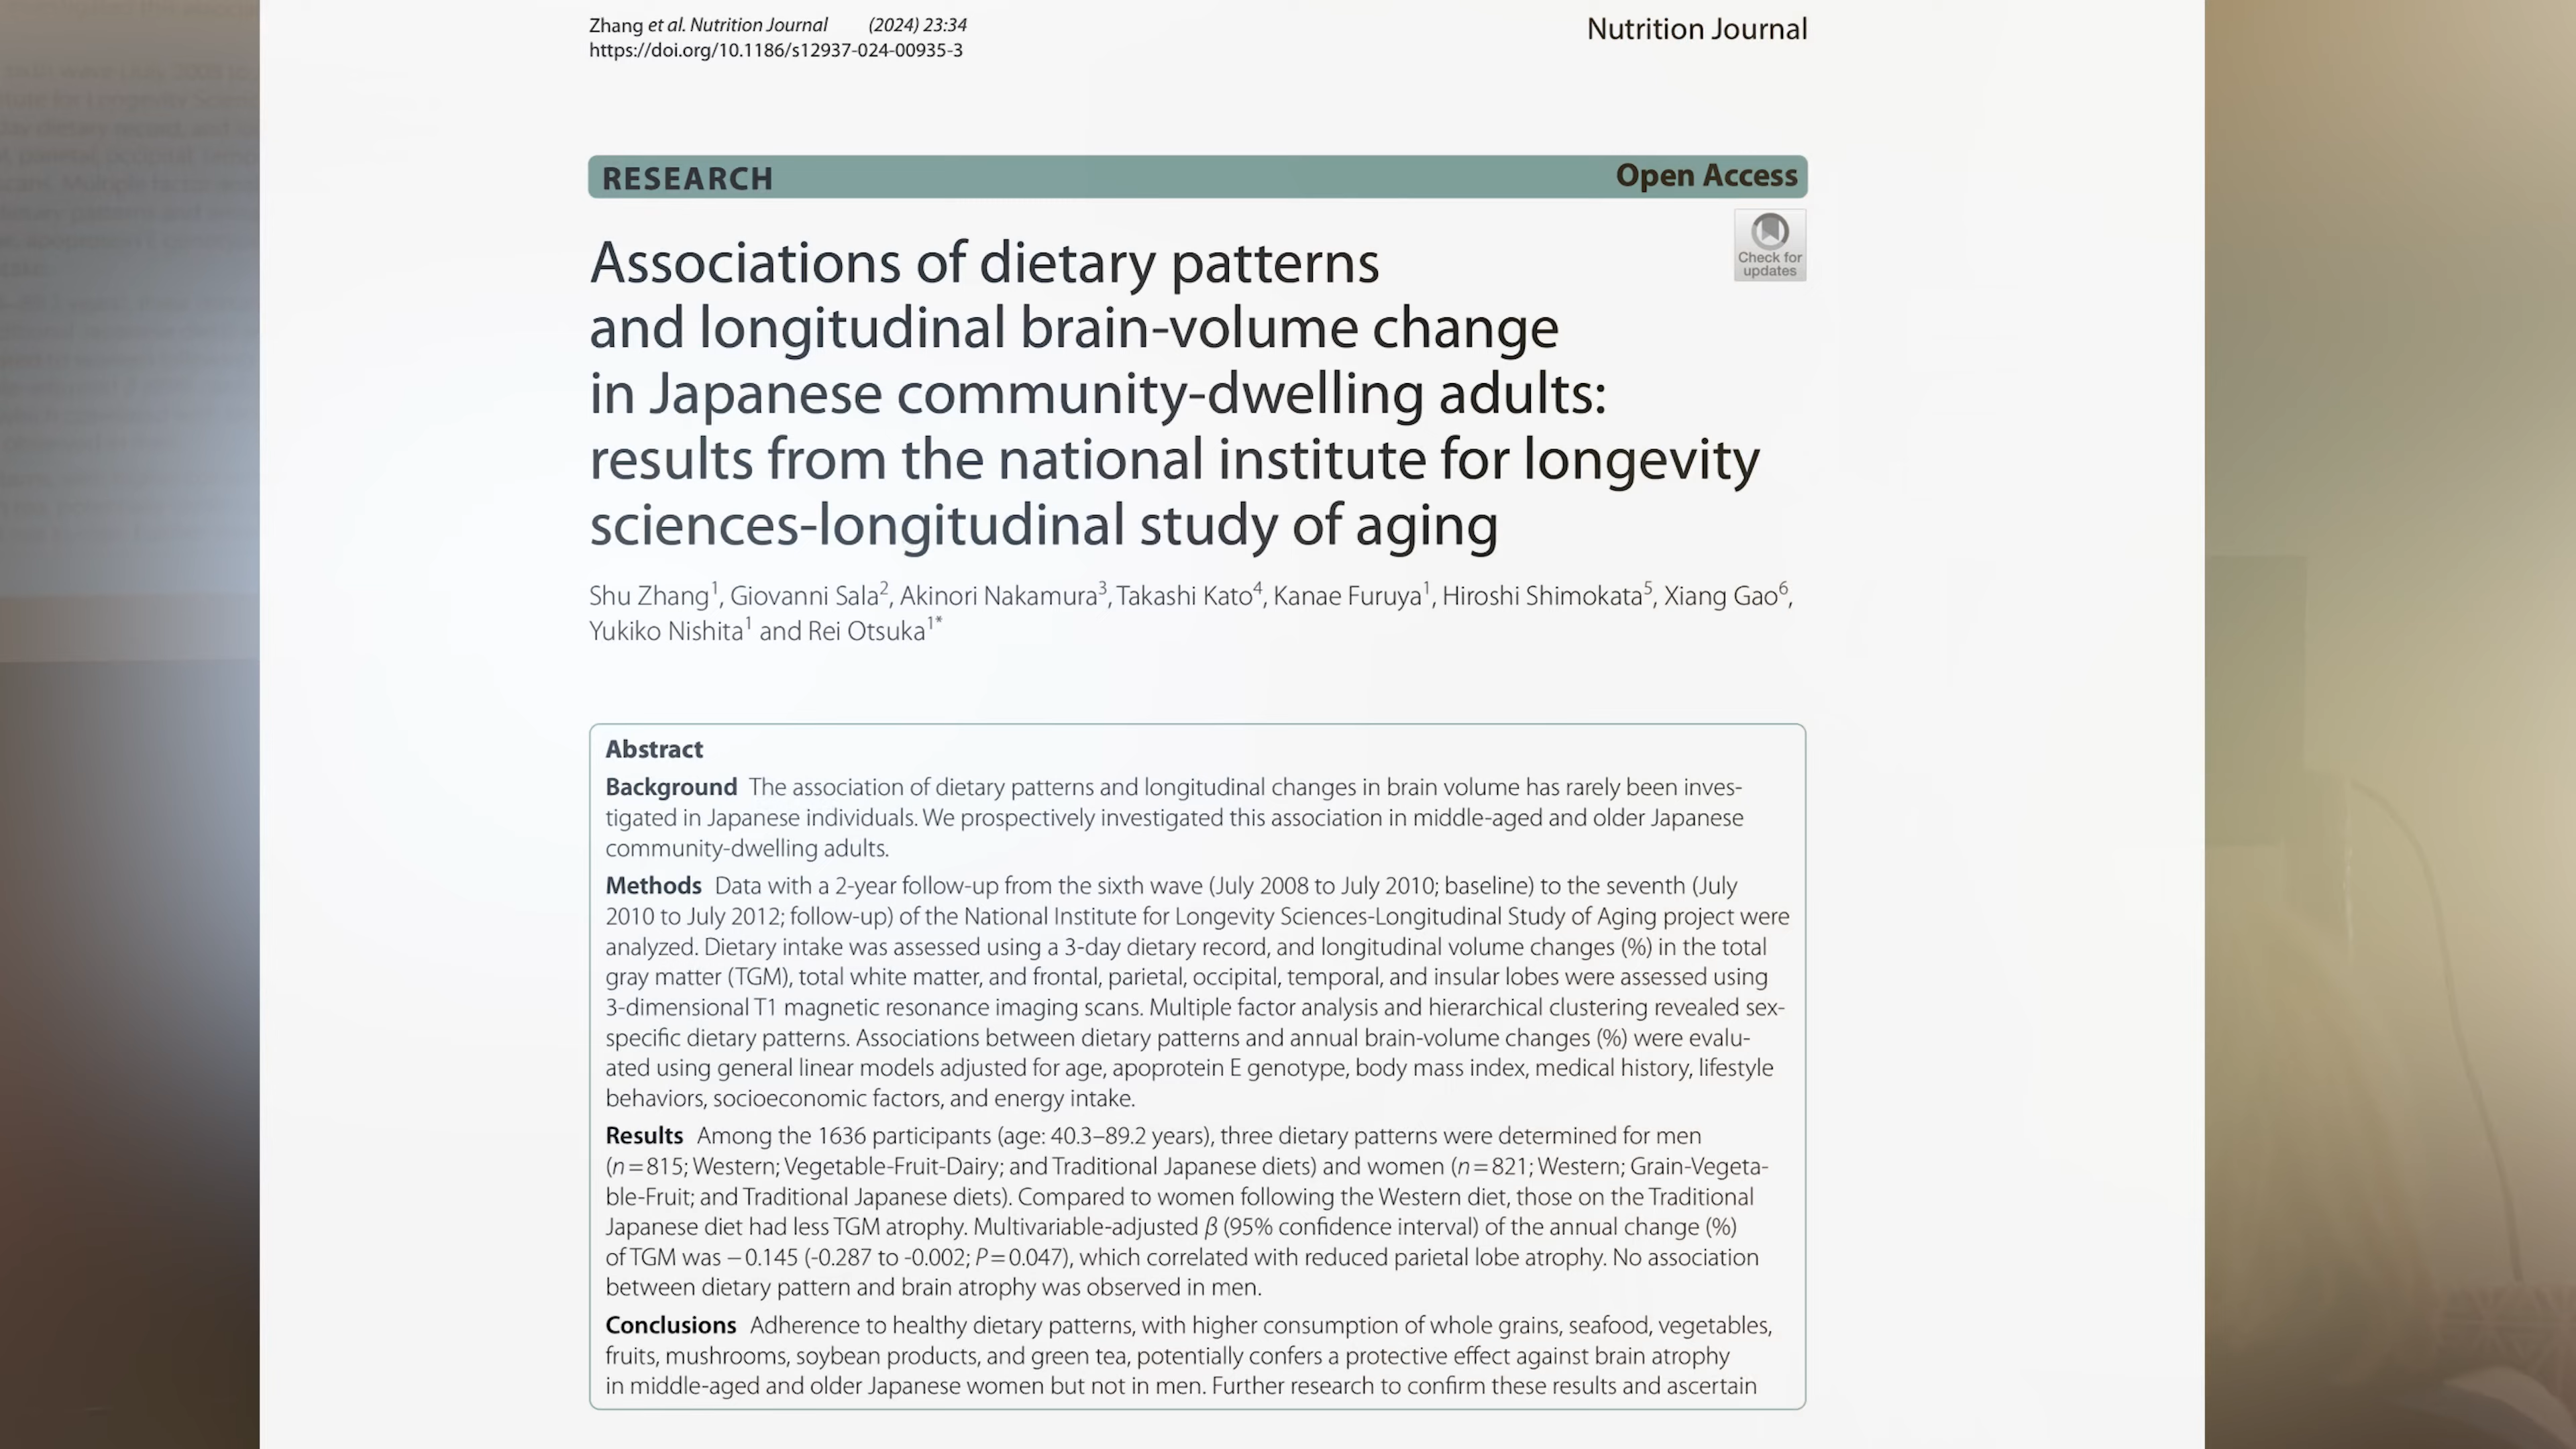 Zhang et al. Nutrition Journal (2024) 23:34
https://doi.org/10.1186/s12937-024-00935-3
Nutrition Journal
RESEARCH
Open Access
Check for
updates
Associations of dietary patterns
and longitudinal brain-volume change
in Japanese community-dwelling adults:
results from the national institute for longevity
sciences-longitudinal study of aging
Shu Zhang1, Giovanni Sala2, Akinori Nakamura3, Takashi Kato4, Kanae Furuya1, Hiroshi Shimokata5, Xiang Gao6,
Yukiko Nishita1 and Rei Otsuka1*
Abstract
Background The association of dietary patterns and longitudinal changes in brain volume has rarely been inves-
tigated in Japanese individuals. We prospectively investigated this association in middle-aged and older Japanese
community-dwelling adults.
Methods Data with a 2-year follow-up from the sixth wave (July 2008 to July 2010; baseline) to the seventh (July
2010 to July 2012; follow-up) of the National Institute for Longevity Sciences-Longitudinal Study of Aging project were
analyzed. Dietary intake was assessed using a 3-day dietary record, and longitudinal volume changes (%) in the total
gray matter (TGM), total white matter, and frontal, parietal, occipital, temporal, and insular lobes were assessed using
3-dimensional T1 magnetic resonance imaging scans. Multiple factor analysis and hierarchical clustering revealed sex-
specific dietary patterns. Associations between dietary patterns and annual brain-volume changes (%) were evalu-
ated using general linear models adjusted for age, apoprotein E genotype, body mass index, medical history, lifestyle
behaviors, socioeconomic factors, and energy intake.
Results Among the 1636 participants (age: 40.3–89.2 years), three dietary patterns were determined for men
(n=815; Western; Vegetable-Fruit-Dairy; and Traditional Japanese diets) and women (n=821; Western; Grain-Vegeta-
ble-Fruit; and Traditional Japanese diets). Compared to women following the Western diet, those on the Traditional
Japanese diet had less TGM atrophy. Multivariable-adjusted β (95% confidence interval) of the annual change (%)
of TGM was −0.145 (-0.287 to -0.002; P=0.047), which correlated with reduced parietal lobe atrophy. No association
between dietary pattern and brain atrophy was observed in men.
Conclusions Adherence to healthy dietary patterns, with higher consumption of whole grains, seafood, vegetables,
fruits, mushrooms, soybean products, and green tea, potentially confers a protective effect against brain atrophy
in middle-aged and older Japanese women but not in men. Further research to confirm these results and ascertain